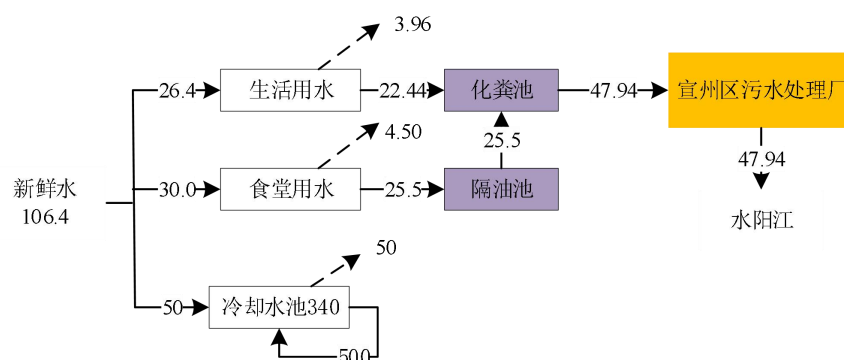 3.96
26.4
生活用水
22.44
化粪池
47.94
宣州区污水处理厂
4.50
25.5
47.94
新鲜水
106.4
30.0
食堂用水
25.5
隔油池
水阳江
50
50
冷却水池340
500